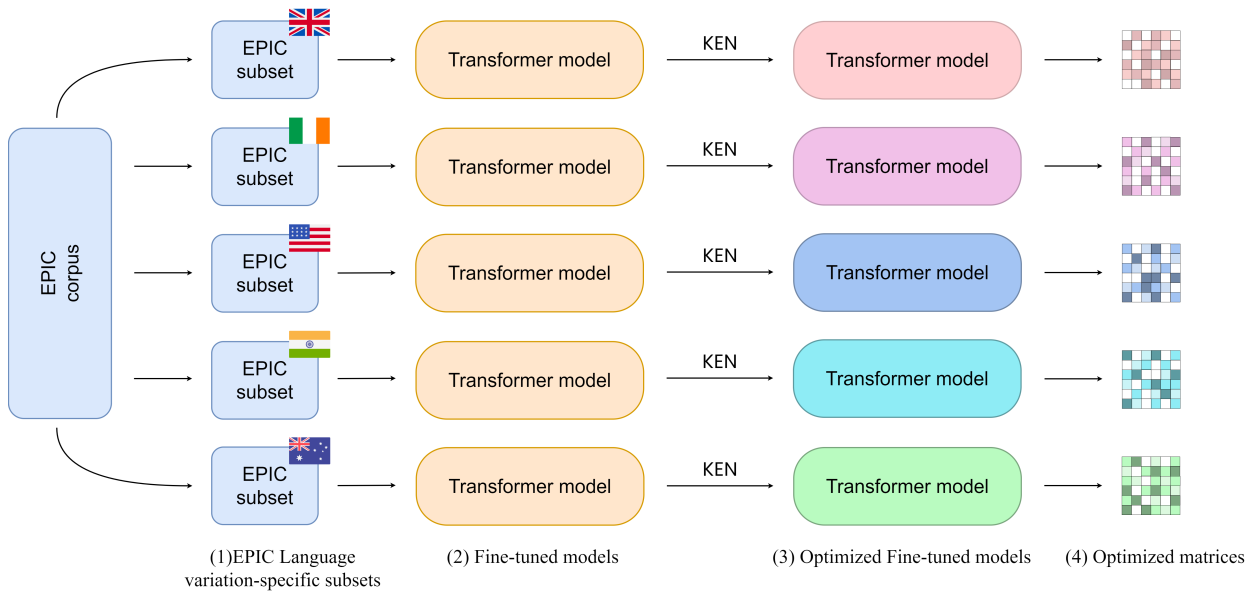 EPIC
corpus
EPIC
subset
Transformer model
KEN
Transformer model
EPIC
subset
Transformer model
KEN
Transformer model
EPIC
subset
Transformer model
KEN
Transformer model
EPIC
subset
Transformer model
KEN
Transformer model
EPIC
subset
Transformer model
KEN
Transformer model
(1)EPIC Language
variation-specific subsets
(2) Fine-tuned models
(3) Optimized Fine-tuned models
(4) Optimized matrices